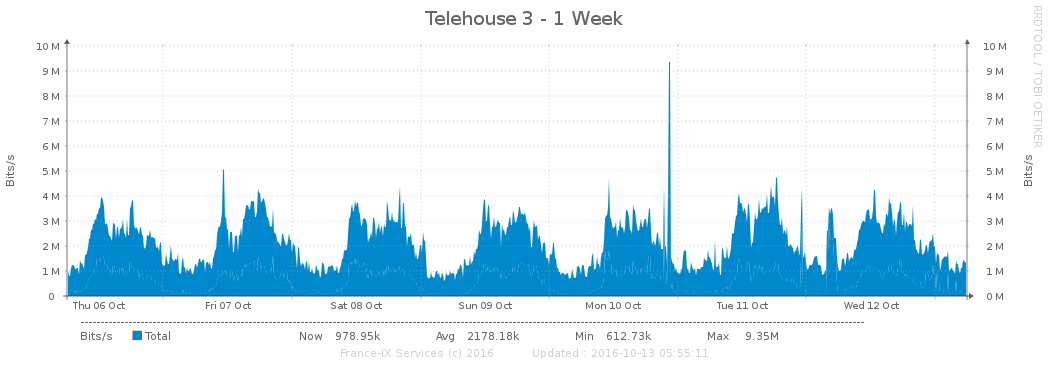 Telehouse 3 - 1 Week
RRDTOOL / TOBI OETIKER
Bits/s
Bits/s
10 M 10 M
9 M 9 M
8 M 8 M
7 M 7 M
6 M 6 M
5 M 5 M
4 M 4 M
3 M 3 M
2 M 2 M
1 M 1 M
0 0 M
Thu 06 Oct Fri 07 Oct Sat 08 Oct Sun 09 Oct Mon 10 Oct Tue 11 Oct Wed 12 Oct
Bits/s Total Now 978.95k Avg 2178.18k Min 612.73k Max 9.35M
France-IX Services (c) 2016 Updated : 2016-10-13 05:55:11